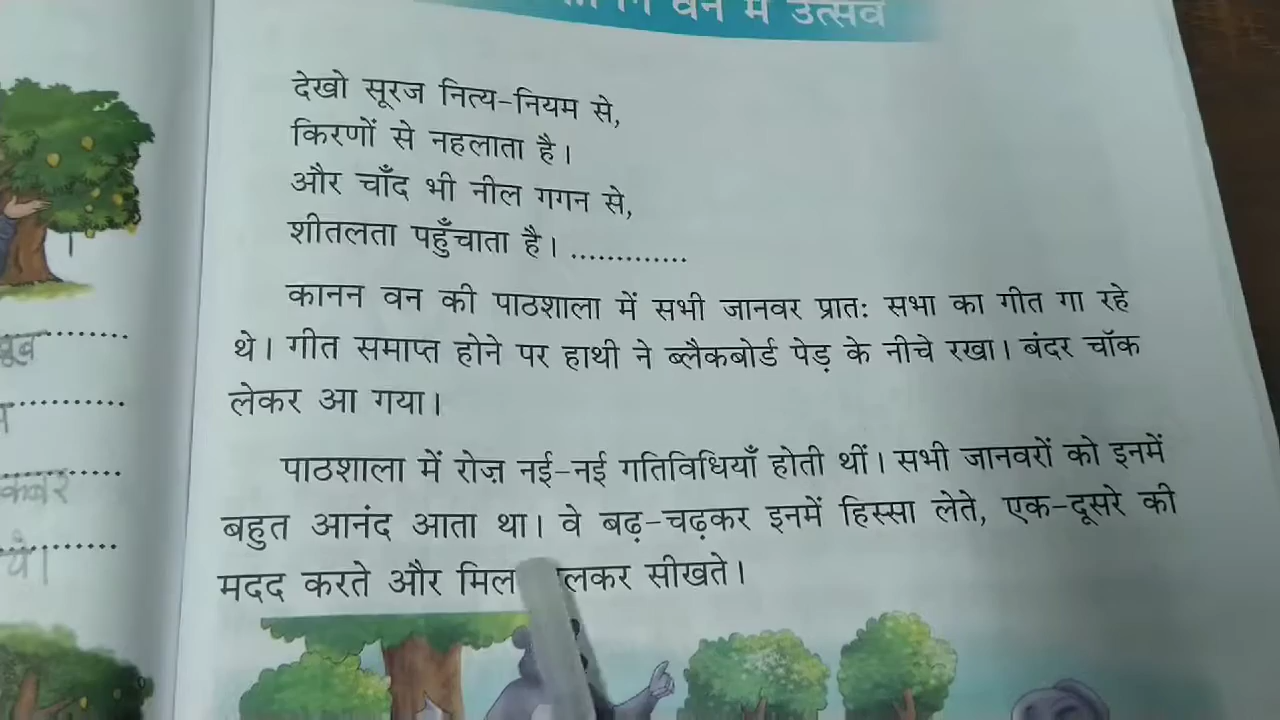 वन में उत्सव
देखो सूरज नित्य-नियम से,
किरणों से नहलाता है।
और चाँद भी नील गगन से,
शीतलता पहुँचाता है। .............
कानन वन की पाठशाला में सभी जानवर प्रातः सभा का गीत गा रहे
थे। गीत समाप्त होने पर हाथी ने ब्लैकबोर्ड पेड़ के नीचे रखा। बंदर चॉक
लेकर आ गया।
पाठशाला में रोज़ नई-नई गतिविधियाँ होती थीं। सभी जानवरों को इनमें
बहुत आनंद आता था। वे बढ़-चढ़कर इनमें हिस्सा लेते, एक-दूसरे की
मदद करते और मिल लकर सीखते।